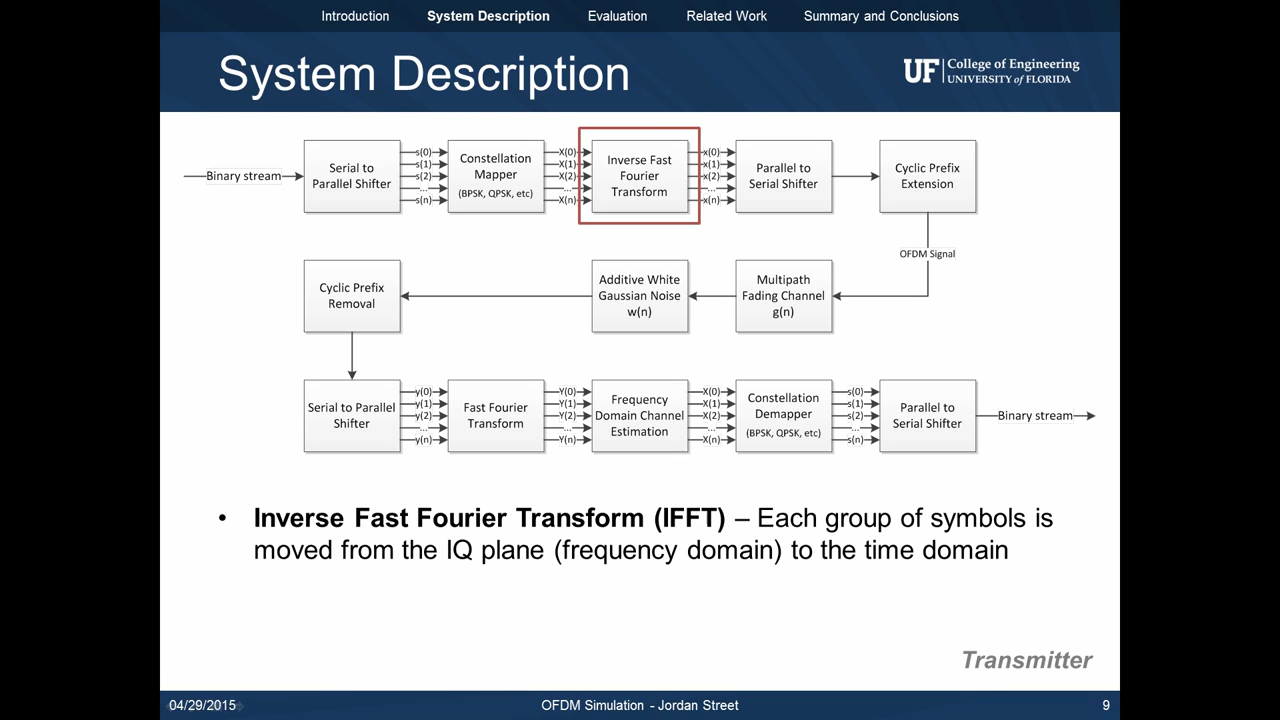 Introduction System Description Evaluation Related Work Summary and Conclusions
System Description
UF College of Engineering
UNIVERSITY of FLORIDA
Binary stream
Serial to
Parallel Shifter
s(0)
s(1)
s(2)
...
s(n)
Constellation
Mapper
(BPSK, QPSK, etc)
X(0)
X(1)
X(2)
...
X(n)
Inverse Fast
Fourier
Transform
x(0)
x(1)
x(2)
...
x(n)
Parallel to
Serial Shifter
Cyclic Prefix
Extension
OFDM Signal
Multipath
Fading Channel
g(n)
Additive White
Gaussian Noise
w(n)
Cyclic Prefix
Removal
Serial to Parallel
Shifter
y(0)
y(1)
y(2)
...
y(n)
Fast Fourier
Transform
Y(0)
Y(1)
Y(2)
...
Y(n)
Frequency
Domain Channel
Estimation
X(0)
X(1)
X(2)
...
X(n)
Constellation
Demapper
(BPSK, QPSK, etc)
s(0)
s(1)
s(2)
...
s(n)
Parallel to
Serial Shifter
Binary stream
• Inverse Fast Fourier Transform (IFFT) – Each group of symbols is
moved from the IQ plane (frequency domain) to the time domain
Transmitter
04/29/2015 OFDM Simulation - Jordan Street 9